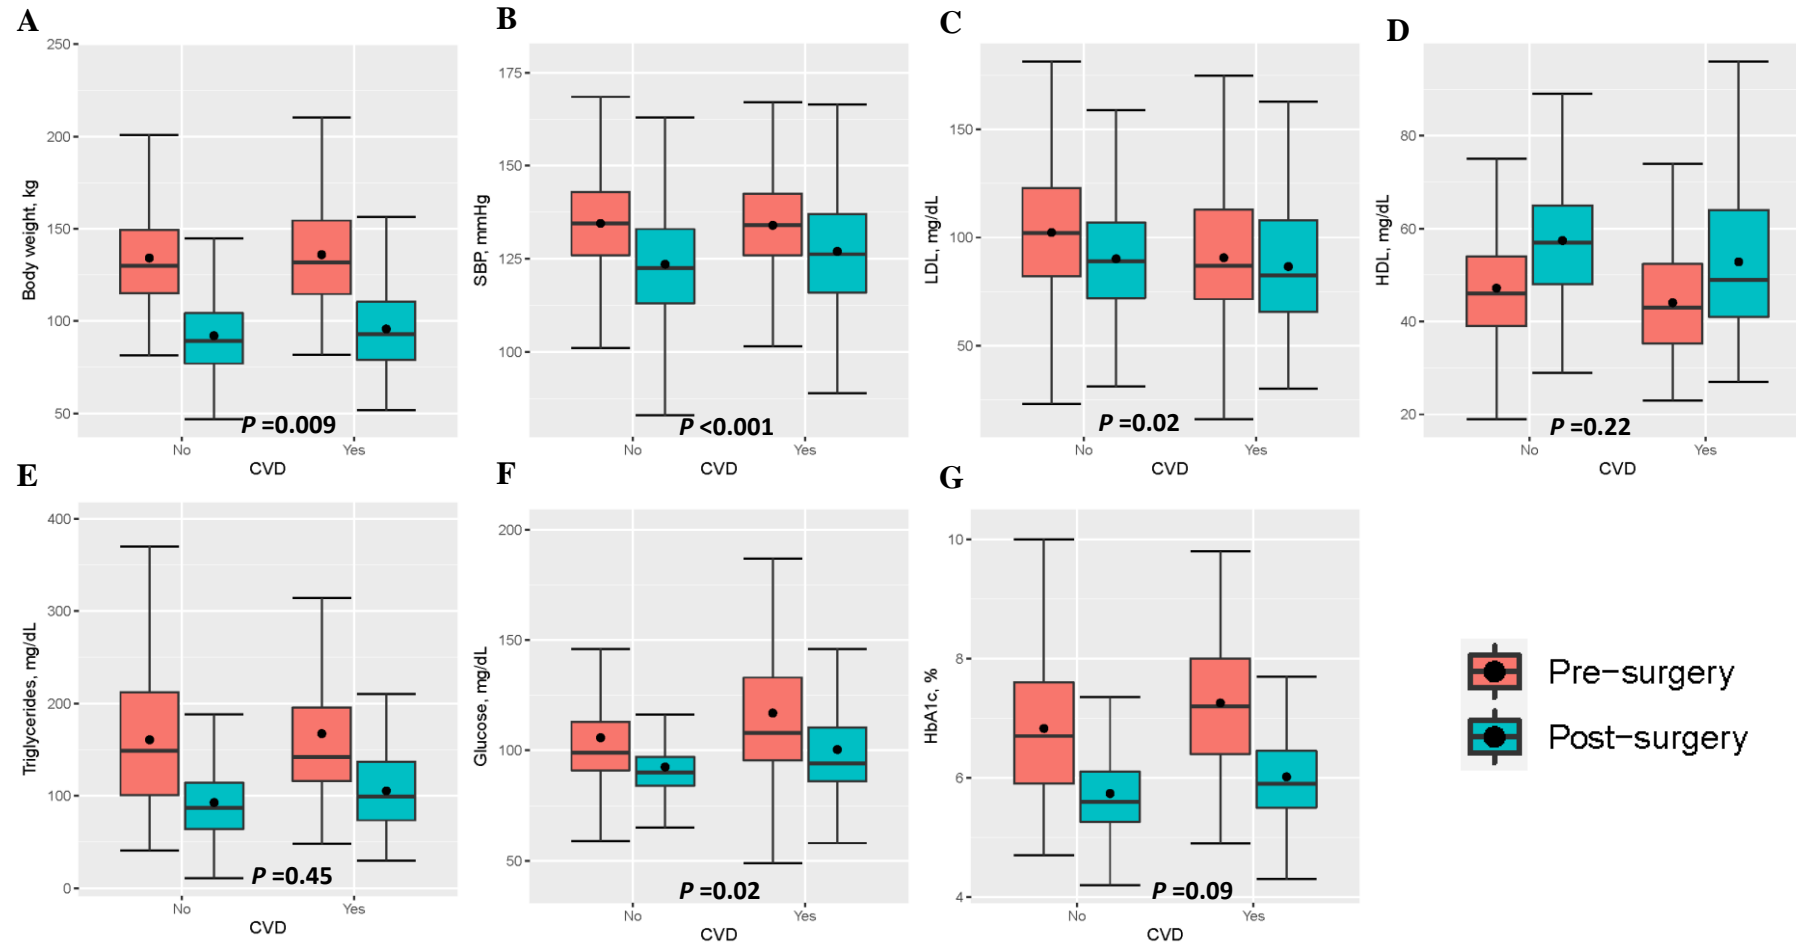 A
250
200
150
100
50
Body weight, kg
P =0.009
No
Yes
CVD
B
175
150
125
100
SBP, mmHg
P <0.001
No
Yes
CVD
C
150
100
50
LDL, mg/dL
P =0.02
No
Yes
CVD
D
80
60
40
20
HDL, mg/dL
P =0.22
No
Yes
CVD
E
400
300
200
100
0
Triglycerides, mg/dL
P =0.45
No
Yes
CVD
F
200
150
100
50
Glucose, mg/dL
P =0.02
No
Yes
CVD
G
10
8
6
4
HbA1c, %
P =0.09
No
Yes
CVD
Pre-surgery
Post-surgery